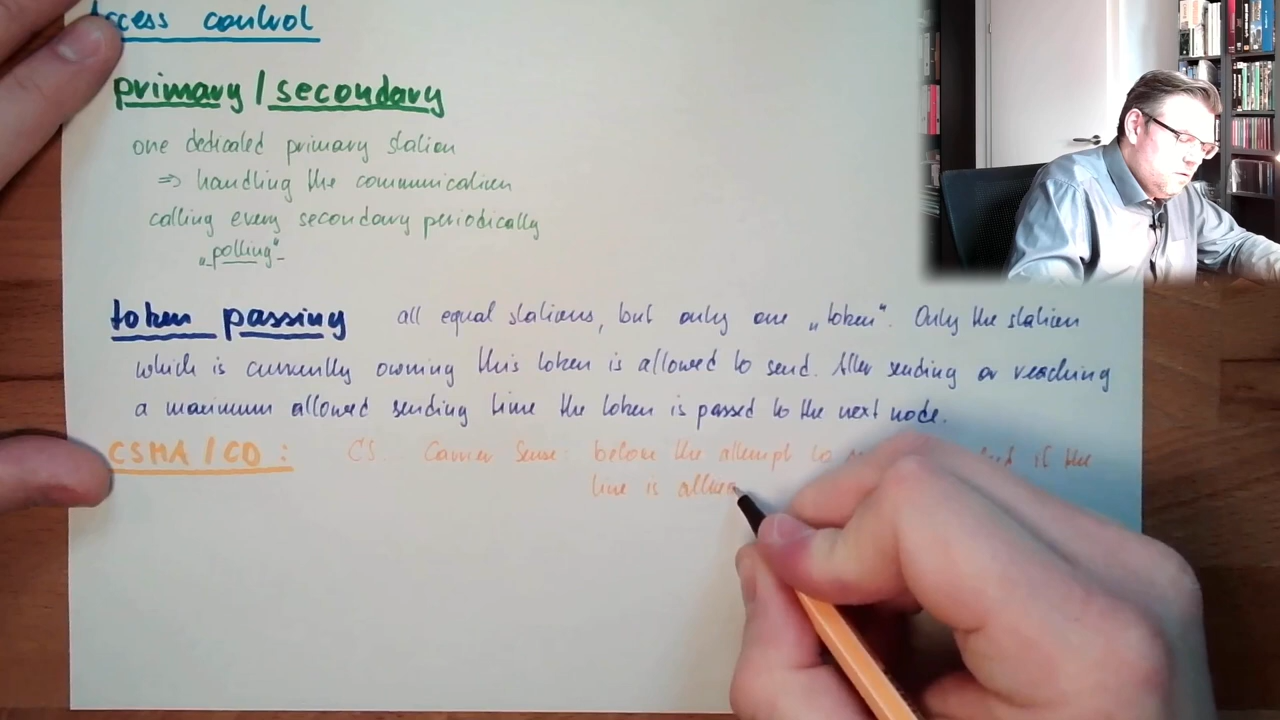 Access control
primary / secondary
one dedicated primary station
⇒ handling the communication
calling every secondary periodically
„polling“
token passing all equal stations, but only one „token“. Only the station
which is currently owning this token is allowed to send. After sending or reaching
a maximum allowed sending time the token is passed to the next node.
CSMA / CD : CS... Carrier Sense: before the attempt to if the
line is